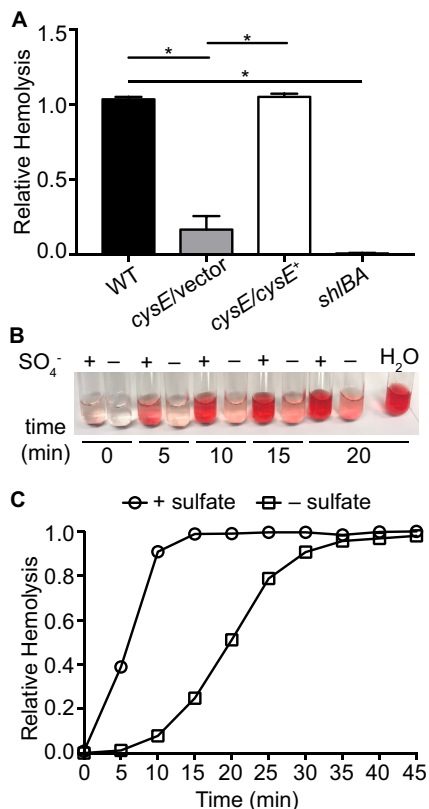 A
*
*
*
Relative Hemolysis
1.0
0.5
0.0
WT
cysE/vector
cysE/cysE⁺
shlBA
B
SO₄⁻ + – + – + – + – + – H₂O
time
(min) 0 5 10 15 20
C
+ sulfate – sulfate
Relative Hemolysis
1.0
0.8
0.6
0.4
0.2
0.0
0 5 10 15 20 25 30 35 40 45
Time (min)